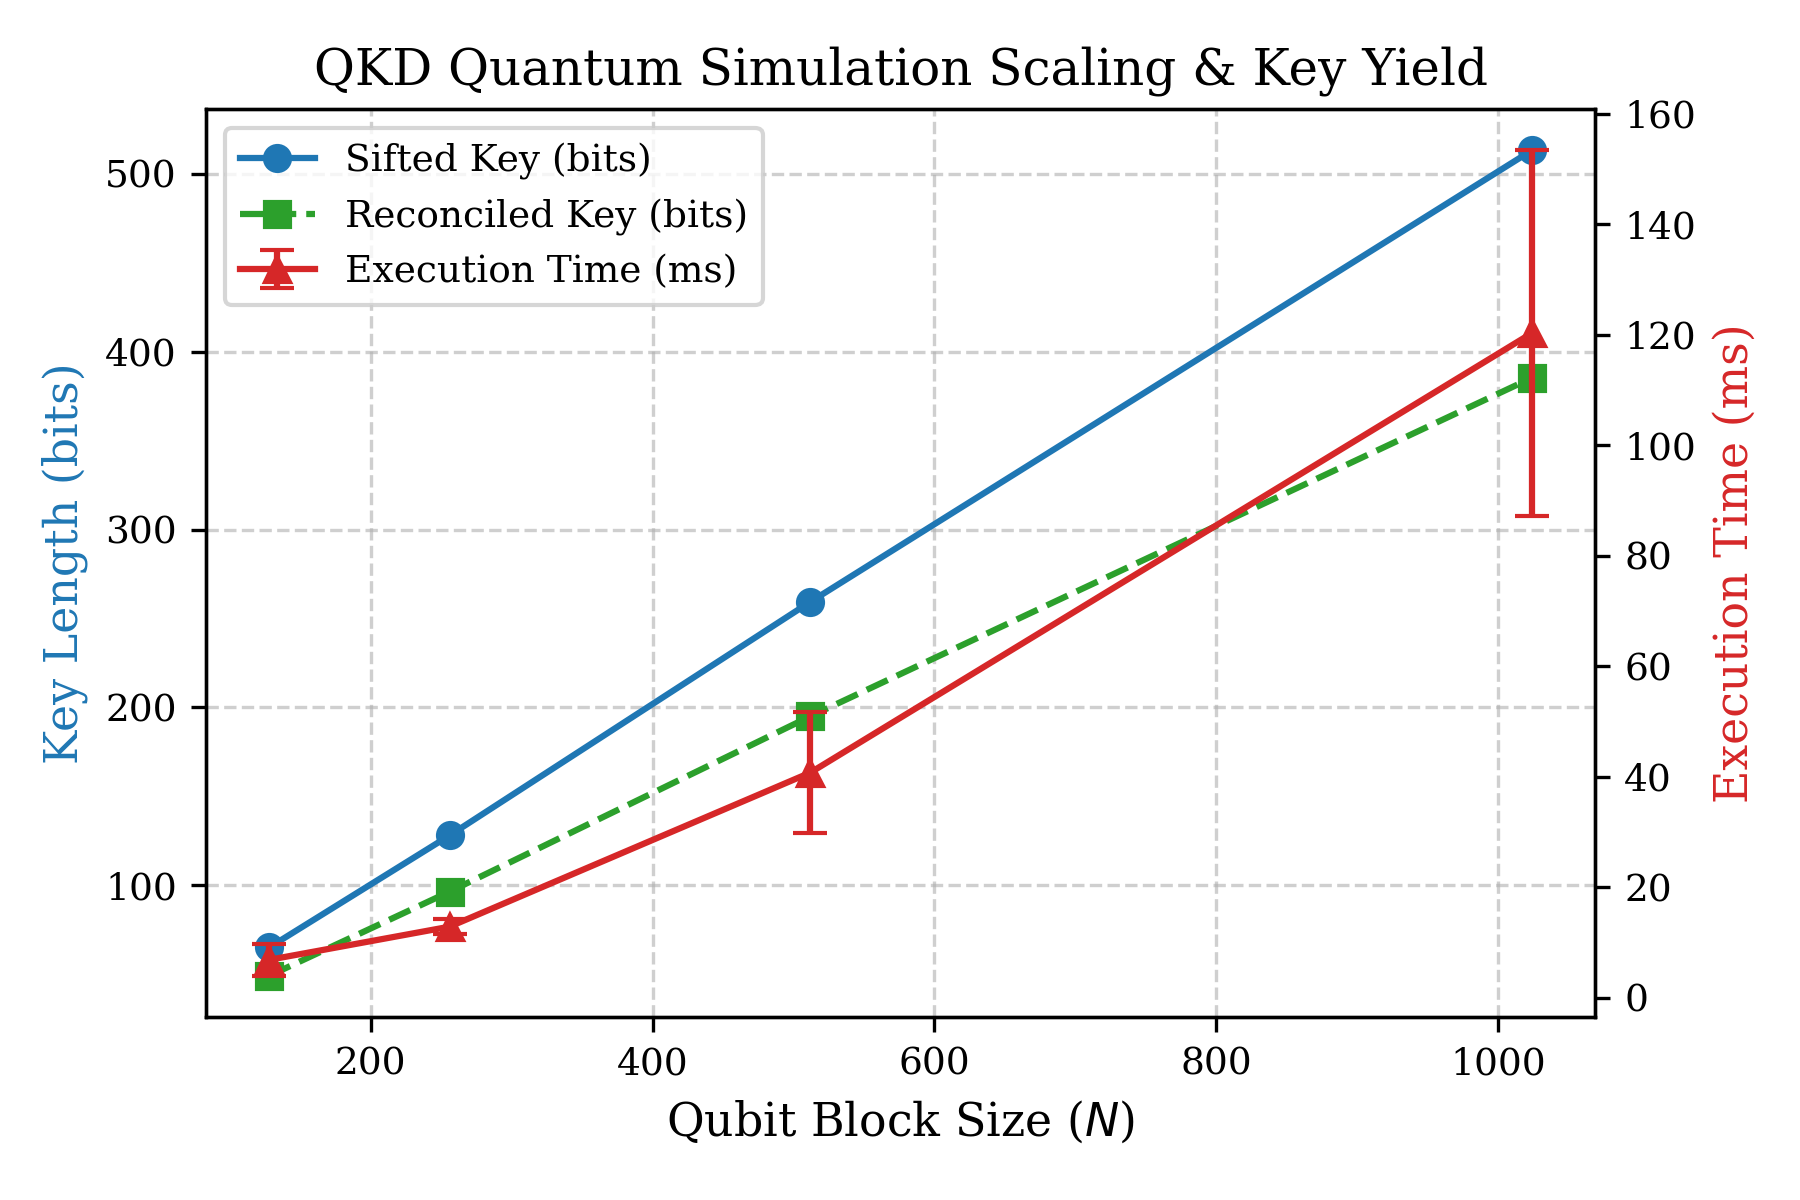 QKD Quantum Simulation Scaling & Key Yield
Sifted Key (bits)
Reconciled Key (bits)
Execution Time (ms)
Key Length (bits)
500
400
300
200
100
160
140
120
100
80
60
40
20
0
Execution Time (ms)
200 400 600 800 1000
Qubit Block Size (N)